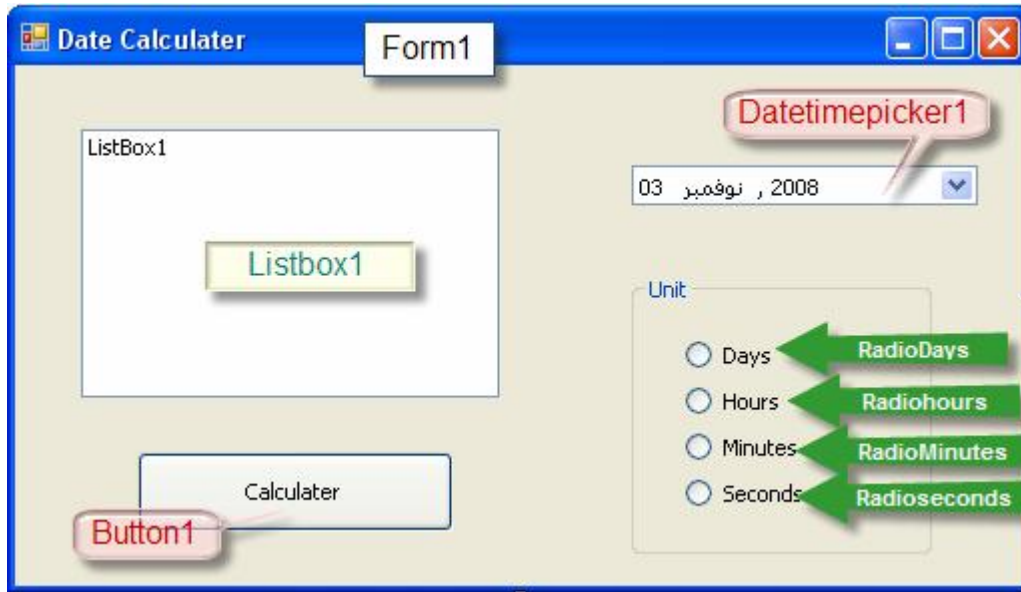 Date Calculater
Form1
Datetimepicker1
ListBox1
03 نوفمبر , 2008
Listbox1
Unit
Days
RadioDays
Hours
Radiohours
Minutes
RadioMinutes
Seconds
Radioseconds
Calculater
Button1